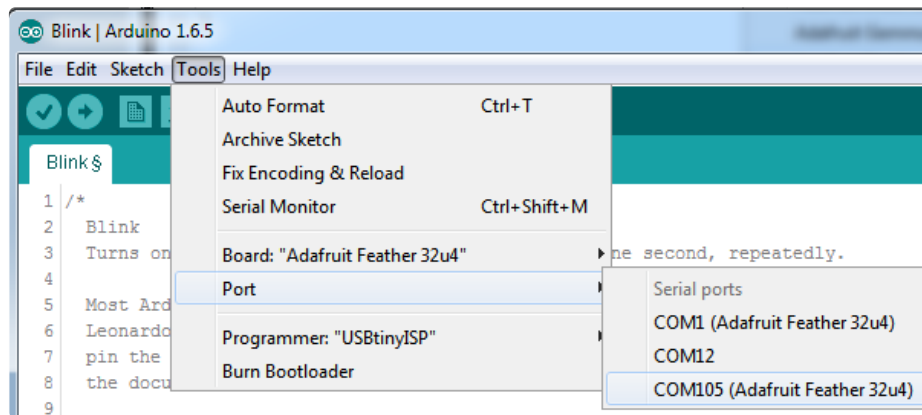 Blink | Arduino 1.6.5
File Edit Sketch Tools Help
Auto Format Ctrl+T
Archive Sketch
Fix Encoding & Reload
Serial Monitor Ctrl+Shift+M
Board: "Adafruit Feather 32u4"
Port
Programmer: "USBtinyISP"
Burn Bootloader
Serial ports
COM1 (Adafruit Feather 32u4)
COM12
COM105 (Adafruit Feather 32u4)
Blink §
1 /*
2 Blink
3 Turns on ne second, repeatedly.
4
5 Most Ard
6 Leonardo
7 pin the
8 the docu
9